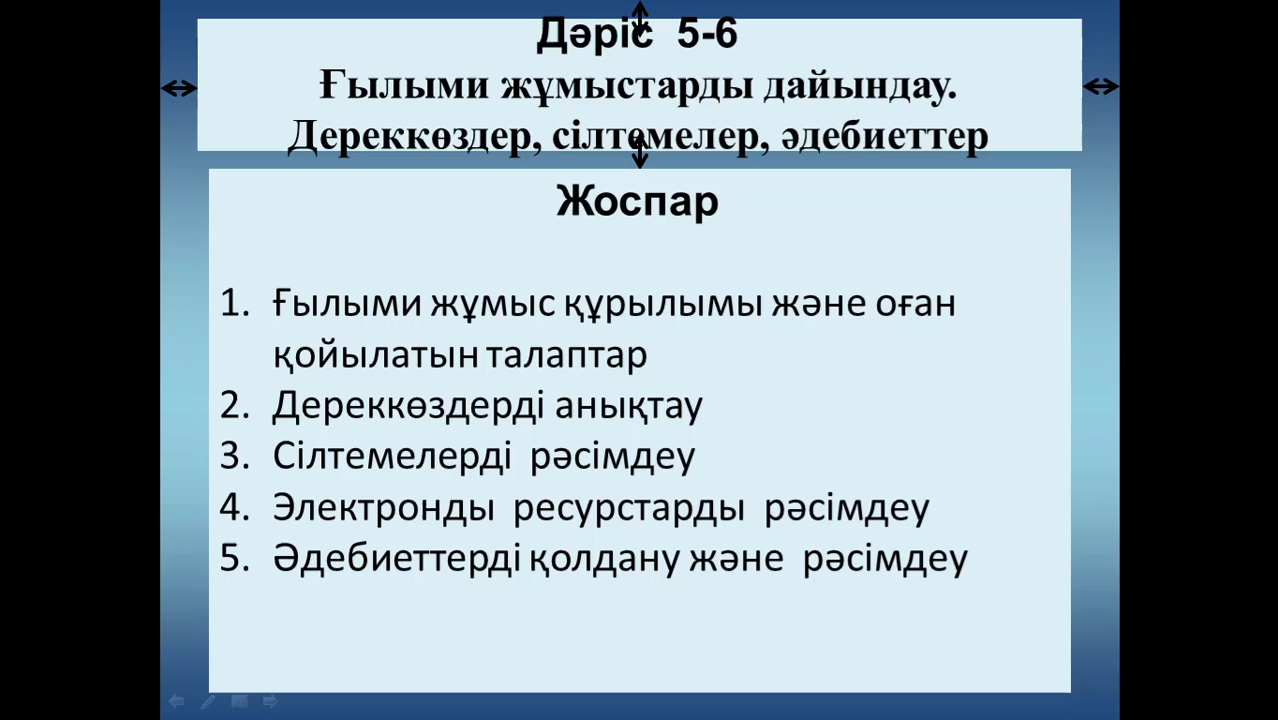 Дәріс 5-6
Ғылыми жұмыстарды дайындау.
Дереккөздер, сілтемелер, әдебиеттер
Жоспар
1. Ғылыми жұмыс құрылымы және оған
қойылатын талаптар
2. Дереккөздерді анықтау
3. Сілтемелерді рәсімдеу
4. Электронды ресурстарды рәсімдеу
5. Әдебиеттерді қолдану және рәсімдеу